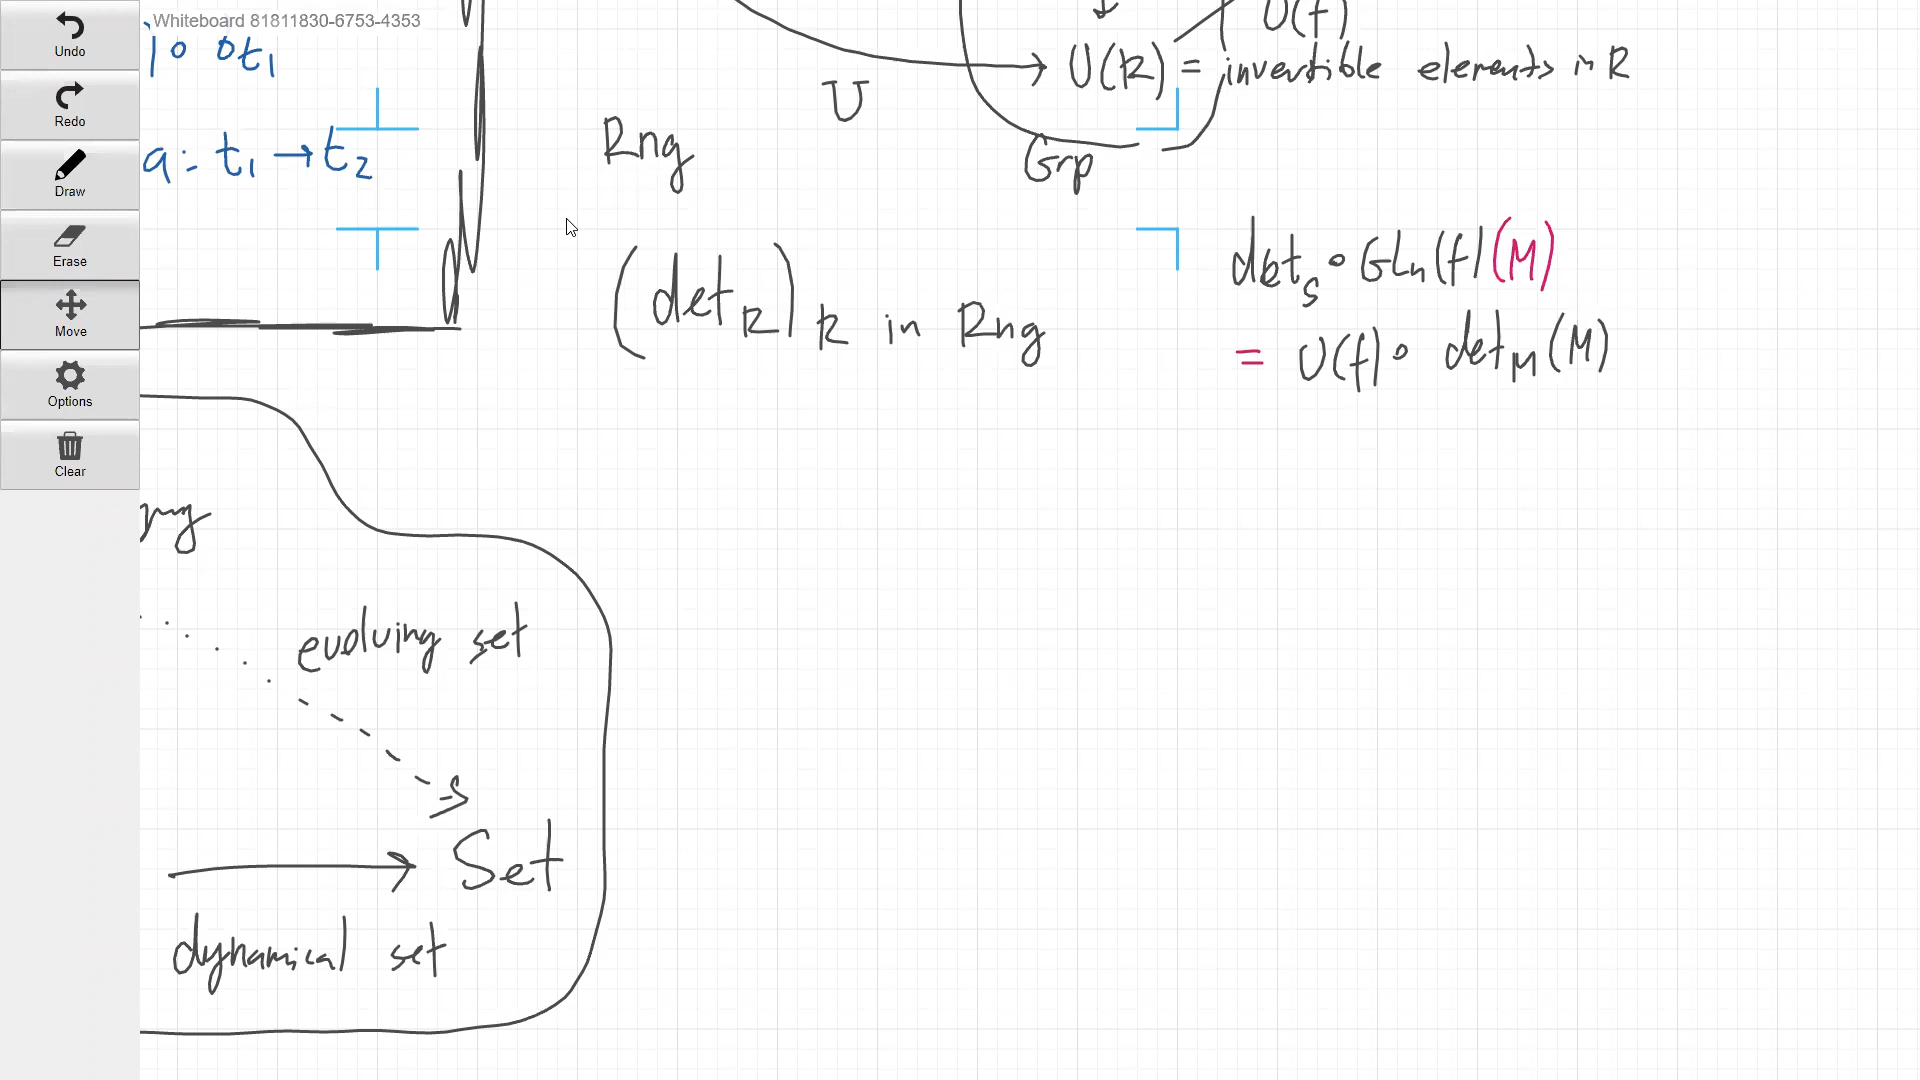 Whiteboard 81811830-6753-4353
Undo
Redo
Draw
Erase
Move
Options
Clear
a: t₁ → t₂
U(f)
U(R) = invertible elements in R
U
Rng
Grp
(det_R)_R in Rng
det_S ∘ GLn(f)(M)
= U(f) ∘ det_M(M)
evolving set
Set
dynamical set